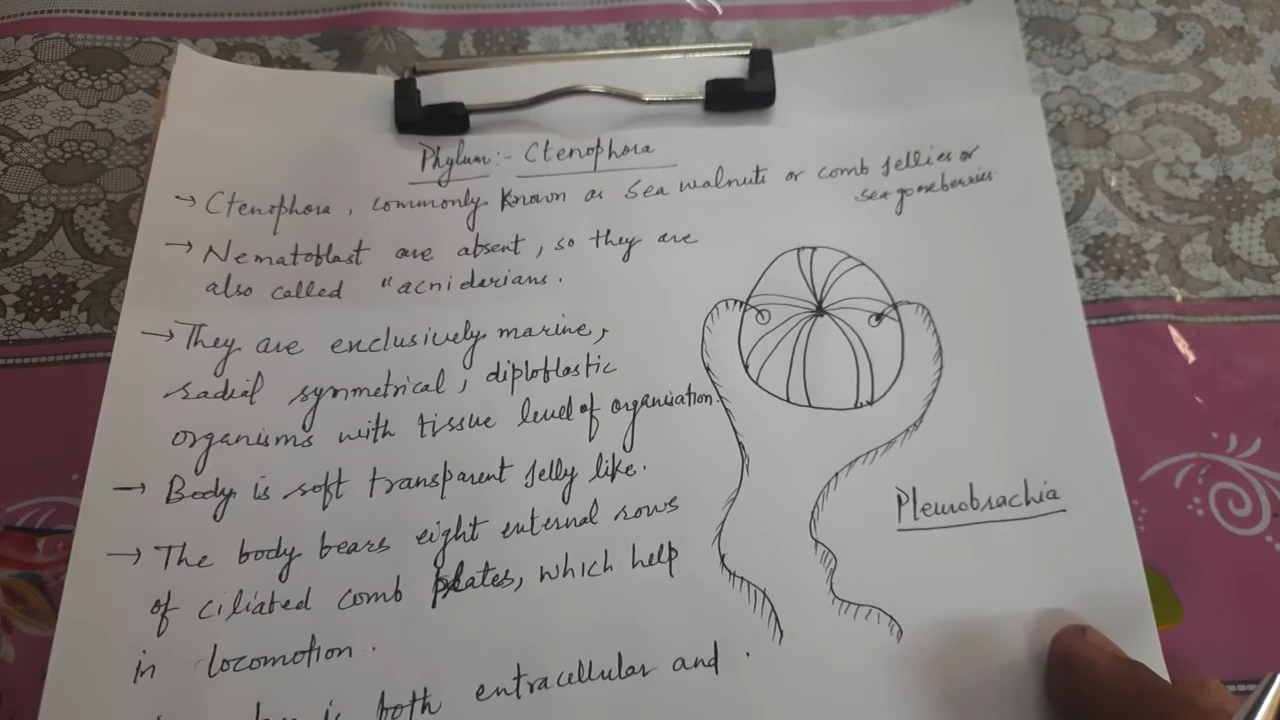 Phylum:- Ctenophora
→ Ctenophora, commonly known as sea walnuts or comb jellies or
sea gooseberries
→ Nematoblast are absent, so they are
also called "acnidarians.
→ They are exclusively marine,
radial symmetrical, diploblastic
organisms with tissue level of organisation.
→ Body is soft transparent jelly like.
→ The body bears eight external rows
of ciliated comb plates, which help
in locomotion.
is both extracellular and
Pleurobrachia